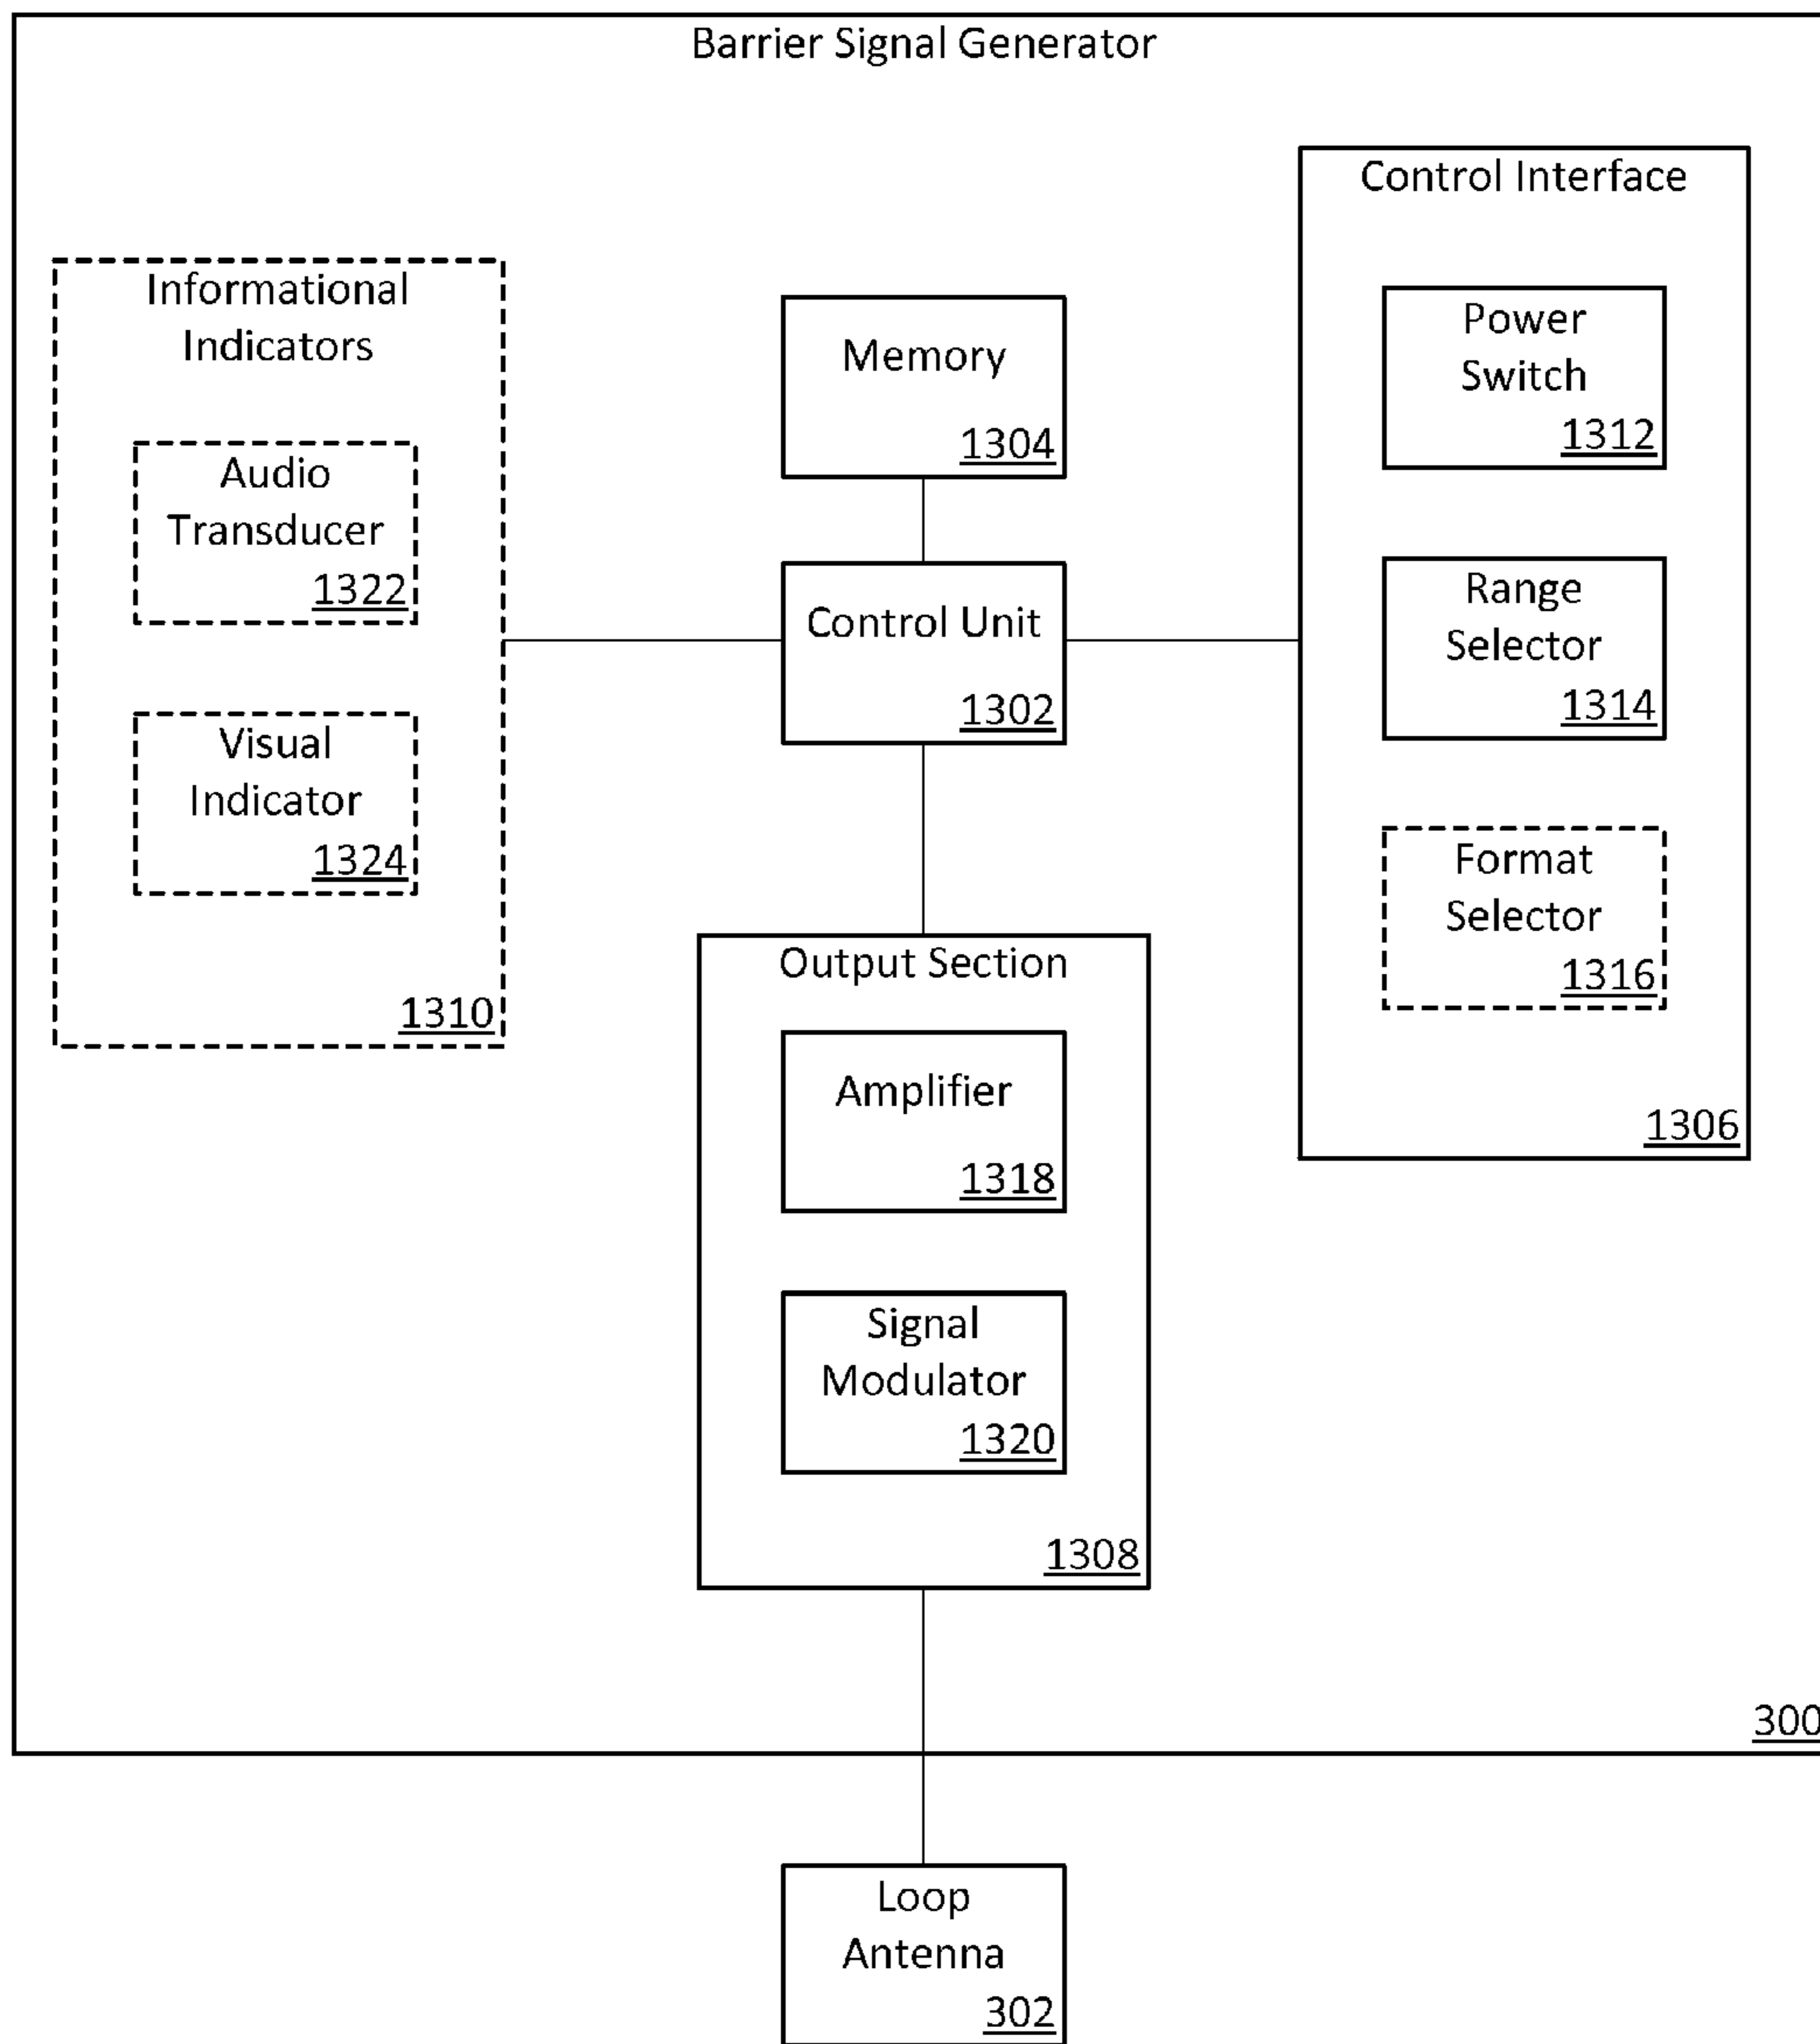 Barrier Signal Generator
Informational
Indicators
Audio
Transducer
1322
Visual
Indicator
1324
1310
Memory
1304
Control Unit
1302
Control Interface
Power
Switch
1312
Range
Selector
1314
Format
Selector
1316
1306
Output Section
Amplifier
1318
Signal
Modulator
1320
1308
300
Loop
Antenna
302